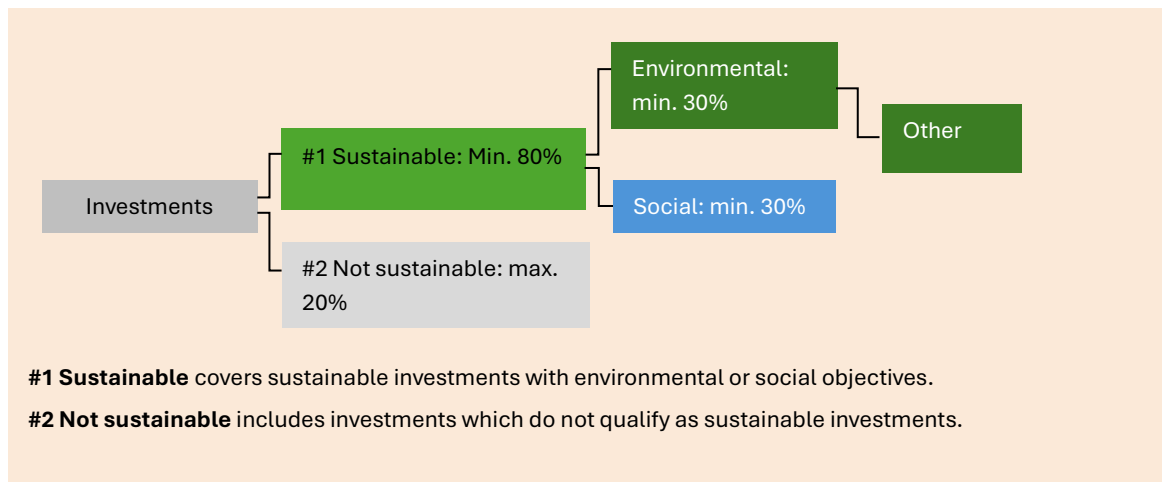 Environmental:
min. 30%
Other
#1 Sustainable: Min. 80%
Investments
Social: min. 30%
#2 Not sustainable: max.
20%
#1 Sustainable covers sustainable investments with environmental or social objectives.
#2 Not sustainable includes investments which do not qualify as sustainable investments.